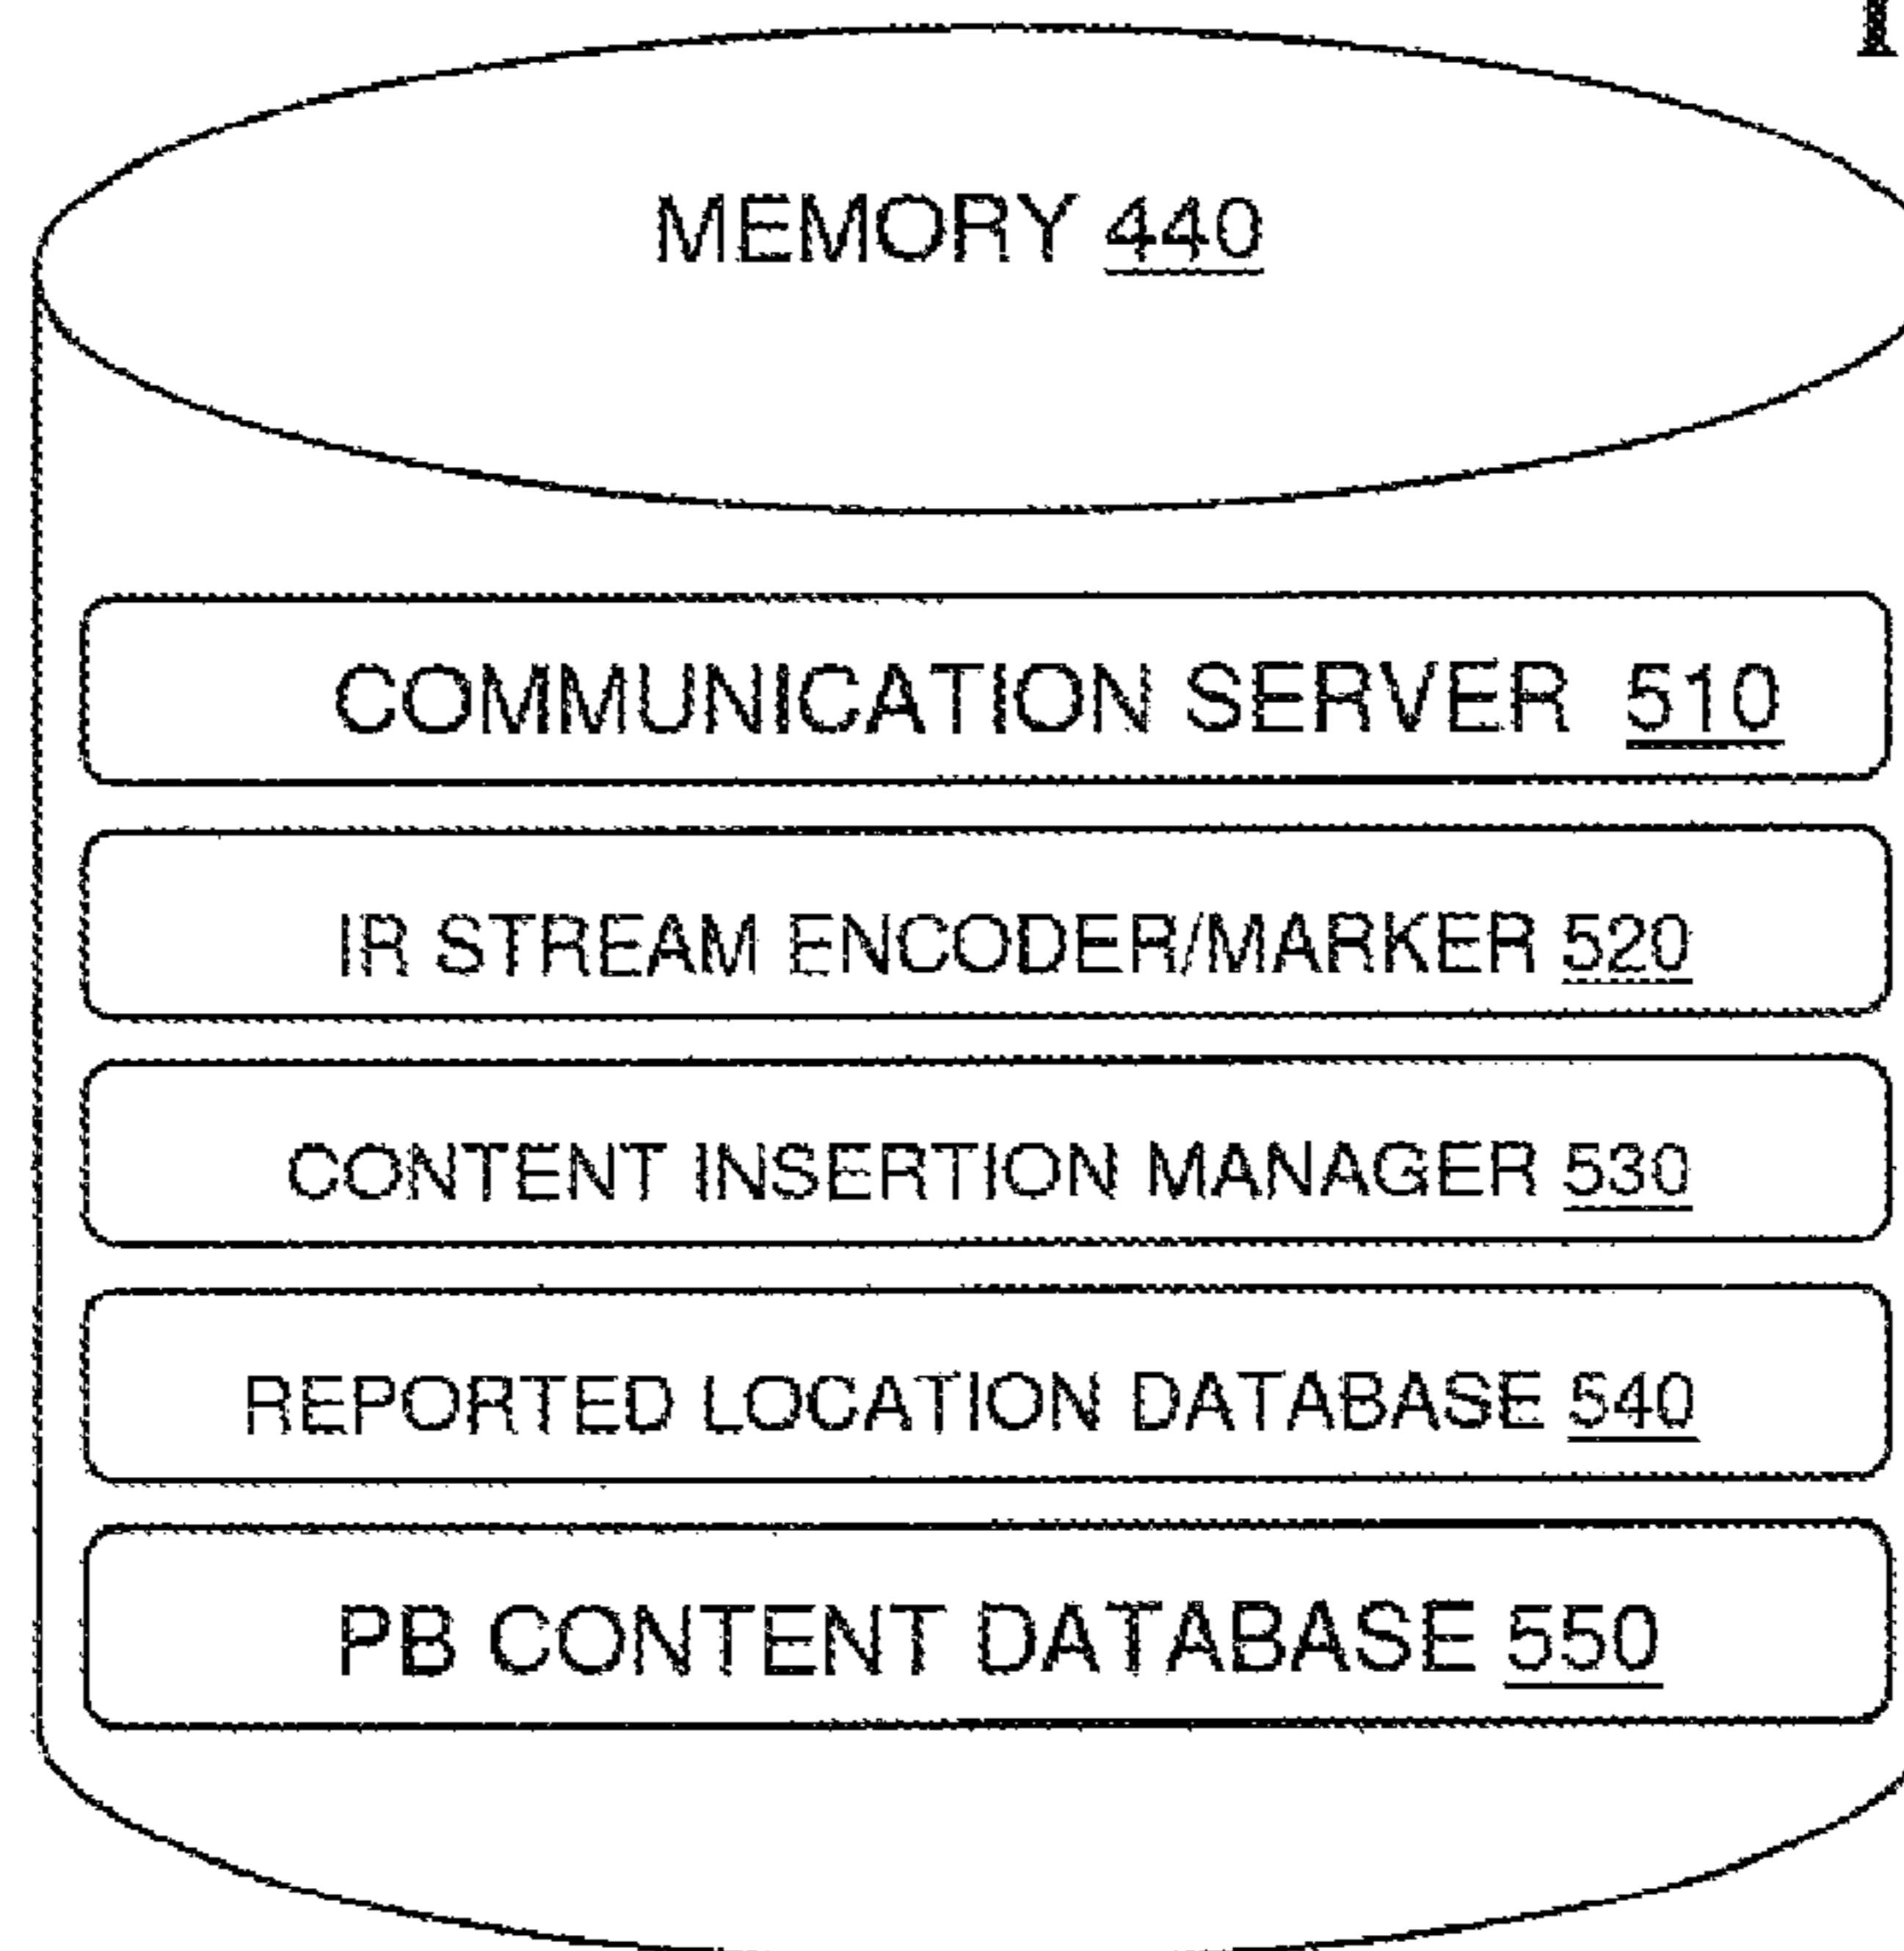 MEMORY 440
COMMUNICATION SERVER 510
IR STREAM ENCODER/MARKER 520
CONTENT INSERTION MANAGER 530
REPORTED LOCATION DATABASE 540
PB CONTENT DATABASE 550